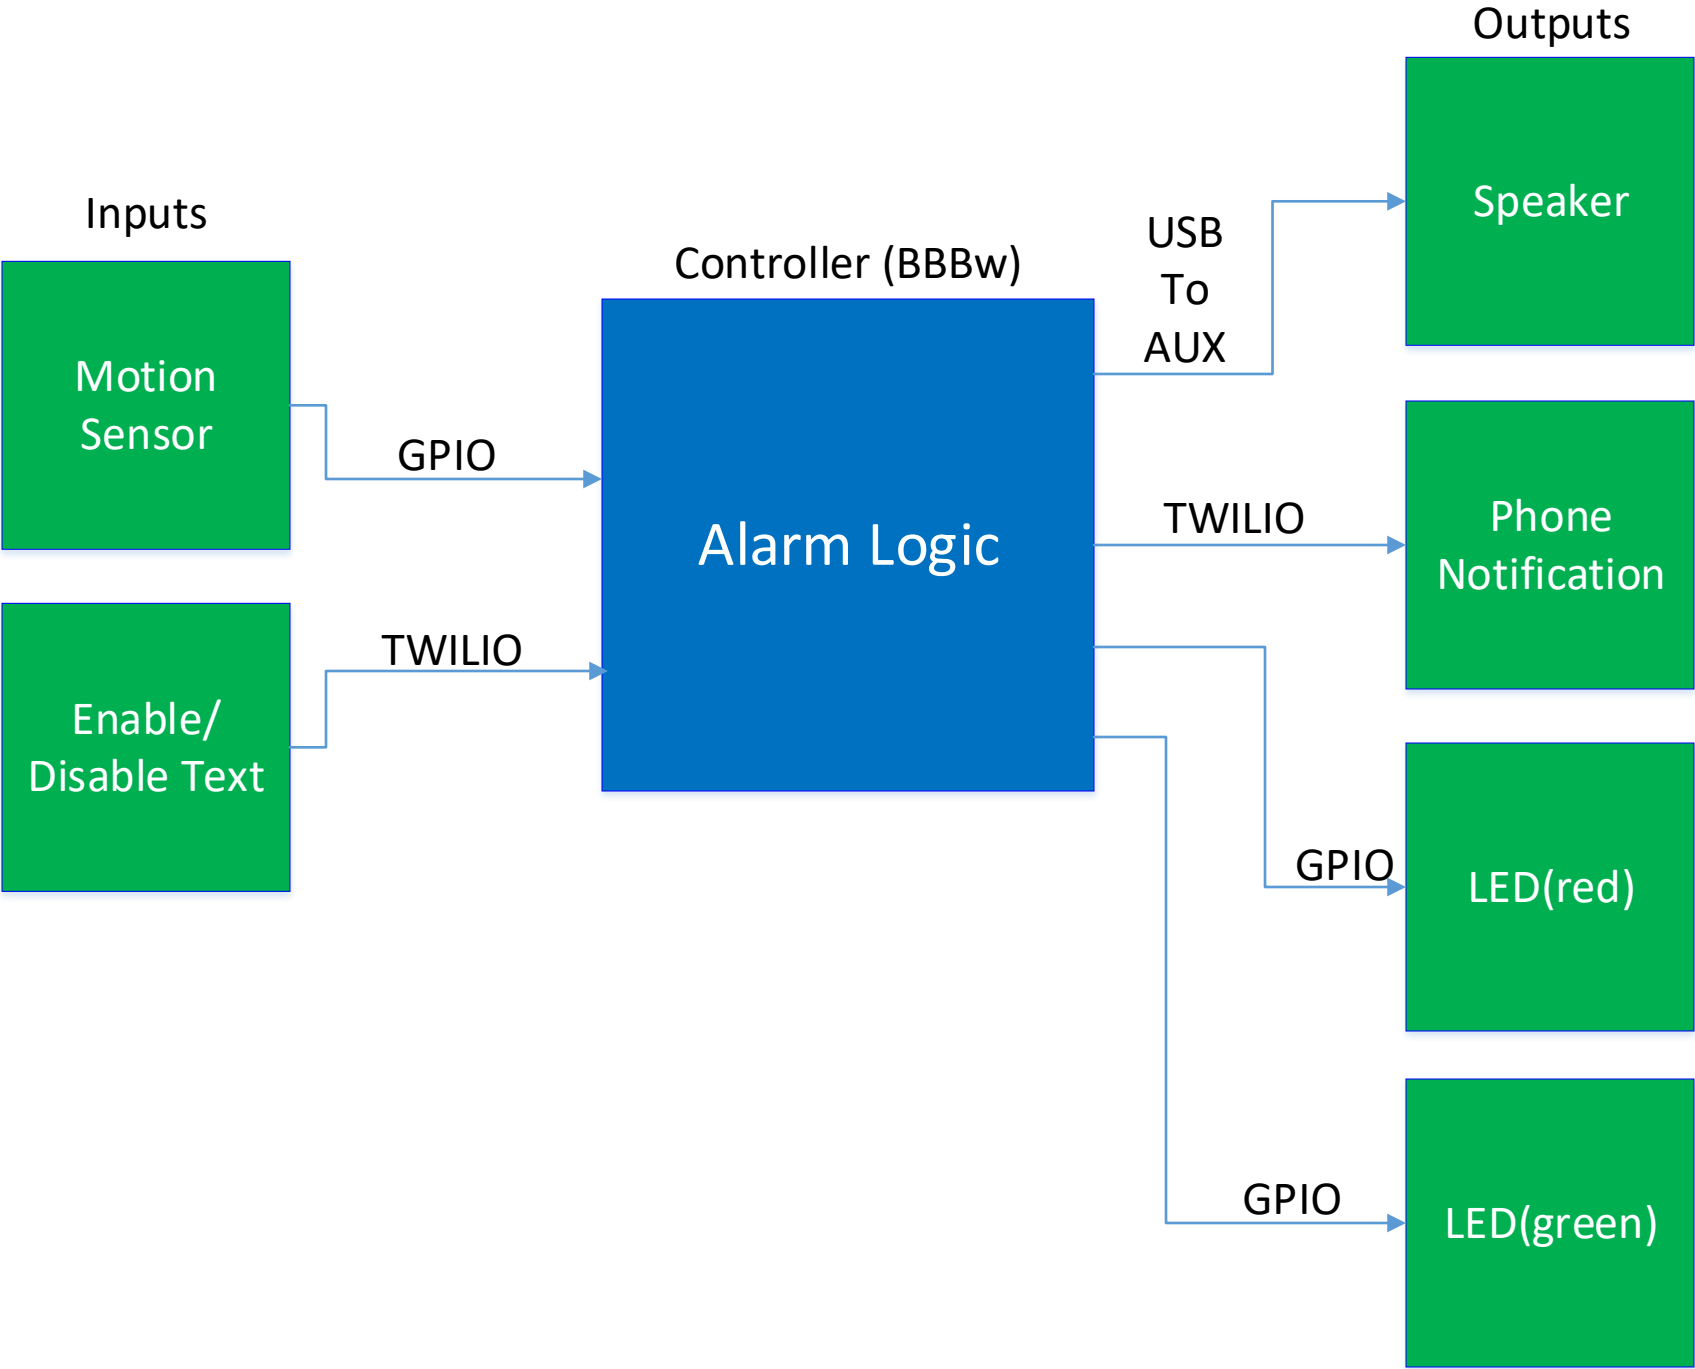 Inputs
Motion
Sensor
GPIO
Enable/
Disable Text
TWILIO
Controller (BBBw)
Alarm Logic
Outputs
USB
To
AUX
Speaker
TWILIO
Phone
Notification
GPIO
LED(red)
GPIO
LED(green)